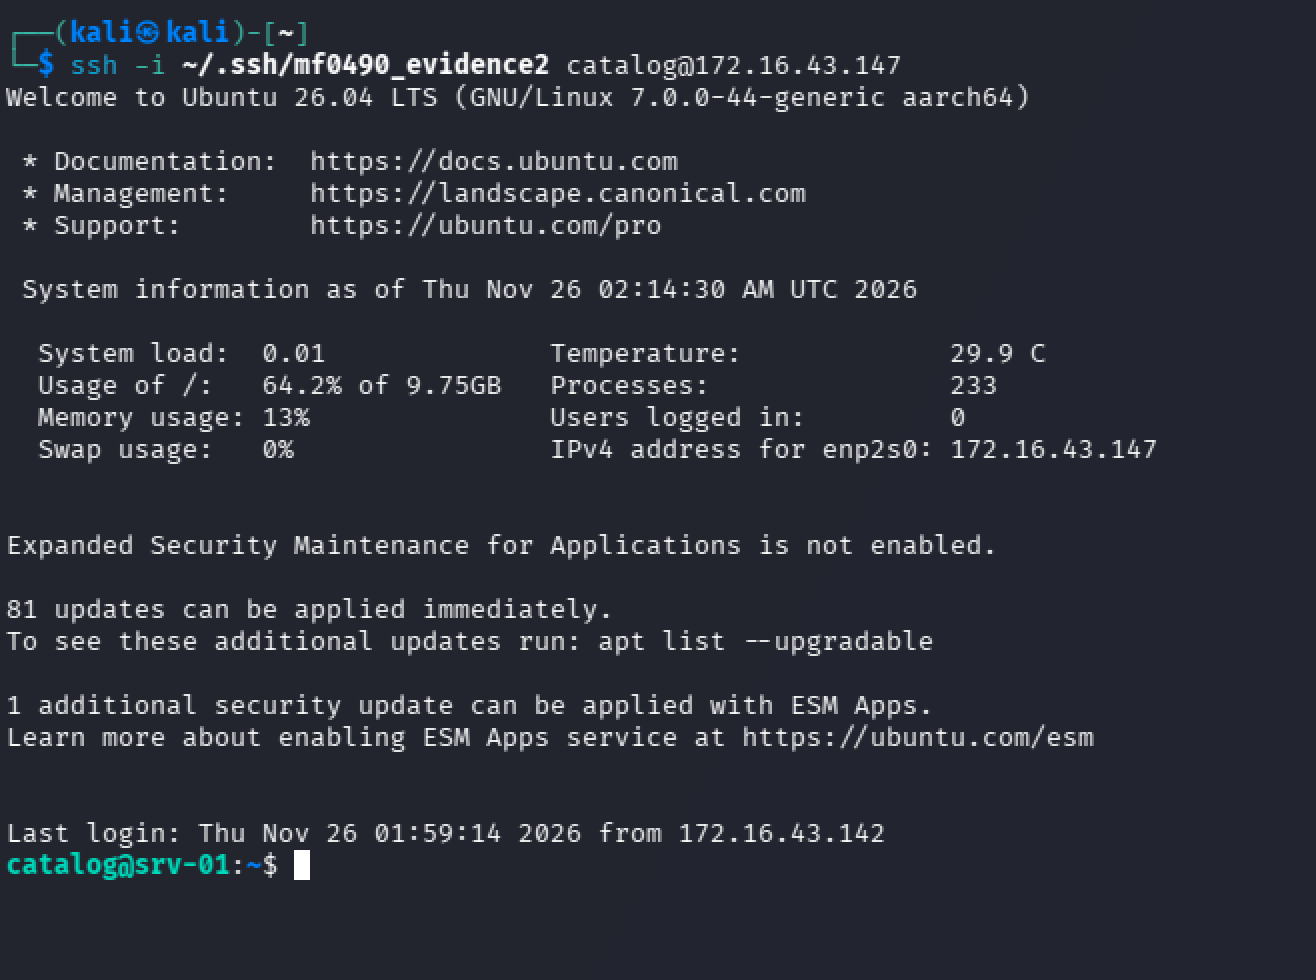 ┌──(kali㉿kali)-[~]
└─$ ssh -i ~/.ssh/mf0490_evidence2 catalog@172.16.43.147
Welcome to Ubuntu 26.04 LTS (GNU/Linux 7.0.0-44-generic aarch64)

 * Documentation:  https://docs.ubuntu.com
 * Management:     https://landscape.canonical.com
 * Support:        https://ubuntu.com/pro

 System information as of Thu Nov 26 02:14:30 AM UTC 2026

  System load:  0.01              Temperature:             29.9 C
  Usage of /:   64.2% of 9.75GB   Processes:               233
  Memory usage: 13%               Users logged in:         0
  Swap usage:   0%                IPv4 address for enp2s0: 172.16.43.147


Expanded Security Maintenance for Applications is not enabled.

81 updates can be applied immediately.
To see these additional updates run: apt list --upgradable

1 additional security update can be applied with ESM Apps.
Learn more about enabling ESM Apps service at https://ubuntu.com/esm


Last login: Thu Nov 26 01:59:14 2026 from 172.16.43.142
catalog@srv-01:~$